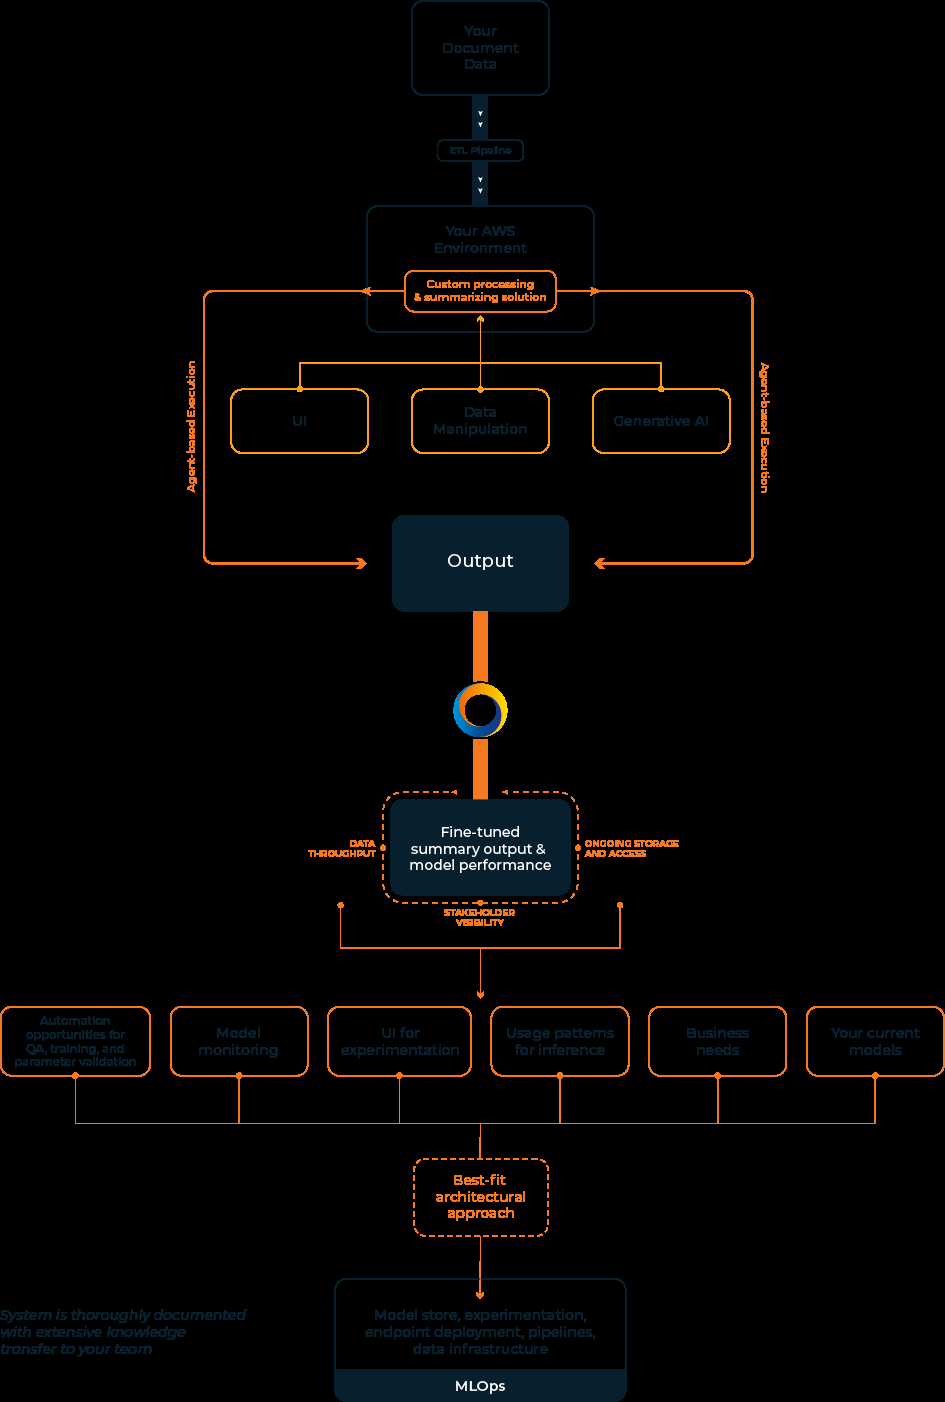 Your
Document
Data
ETL Pipeline
Your AWS
Environment
Custom processing
& summarizing solution
Agent-based Execution
Agent-based Execution
UI
Data
Manipulation
Generative AI
Output
Fine-tuned
summary output &
model performance
DATA
THROUGHPUT
ONGOING STORAGE
AND ACCESS
STAKEHOLDER
VISIBILITY
Automation
opportunities for
QA, training, and
parameter validation
Model
monitoring
UI for
experimentation
Usage patterns
for inference
Business
needs
Your current
models
Best-fit
architectural
approach
System is thoroughly documented
with extensive knowledge
transfer to your team
Model store, experimentation,
endpoint deployment, pipelines,
data infrastructure
MLOps